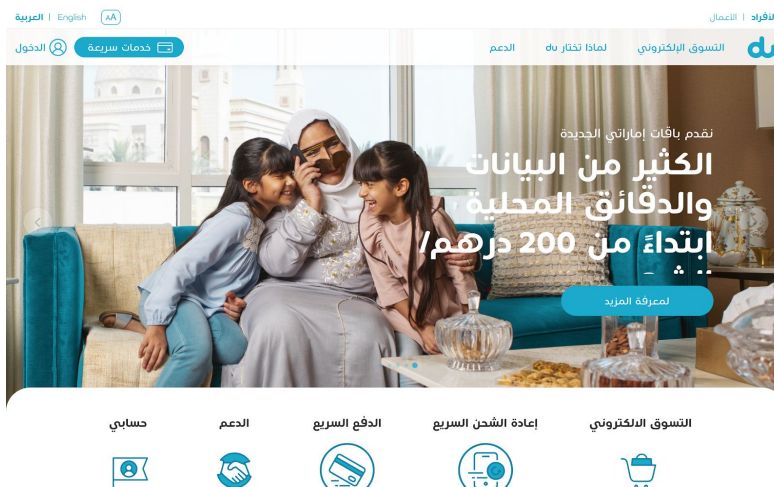 الأفراد | الأعمال
AA English | العربية
du التسوق الإلكتروني لماذا تختار du الدعم
خدمات سريعة الدخول
نقدم باقات إماراتي الجديدة
الكثير من البيانات
والدقائق المحلية
ابتداءً من 200 درهم/
لمعرفة المزيد
التسوق الالكتروني إعادة الشحن السريع الدفع السريع الدعم حسابي